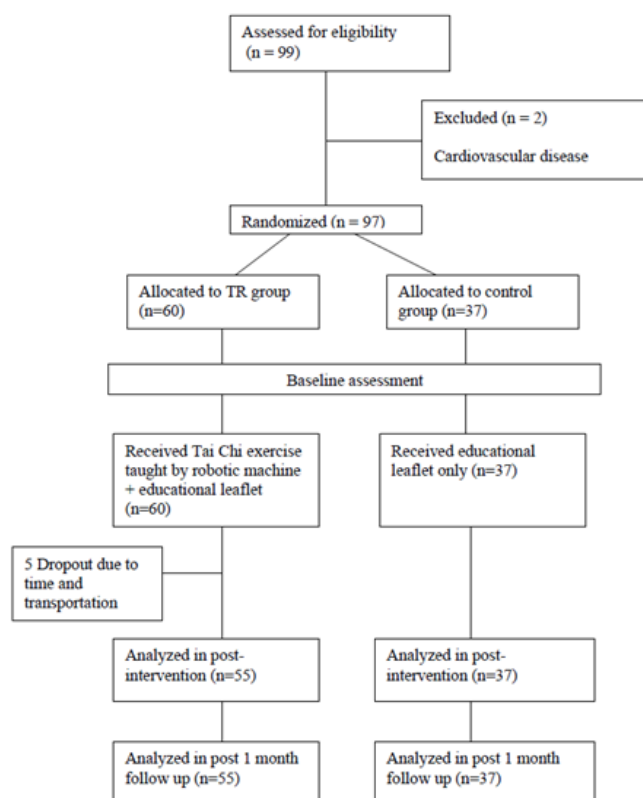 Assessed for eligibility
(n = 99)
Excluded (n = 2)
Cardiovascular disease
Randomized (n = 97)
Allocated to TR group
(n=60)
Allocated to control
group (n=37)
Baseline assessment
Received Tai Chi exercise
taught by robotic machine
+ educational leaflet
(n=60)
Received educational
leaflet only (n=37)
5 Dropout due to
time and
transportation
Analyzed in post-
intervention (n=55)
Analyzed in post-
intervention (n=37)
Analyzed in post 1 month
follow up (n=55)
Analyzed in post 1 month
follow up (n=37)